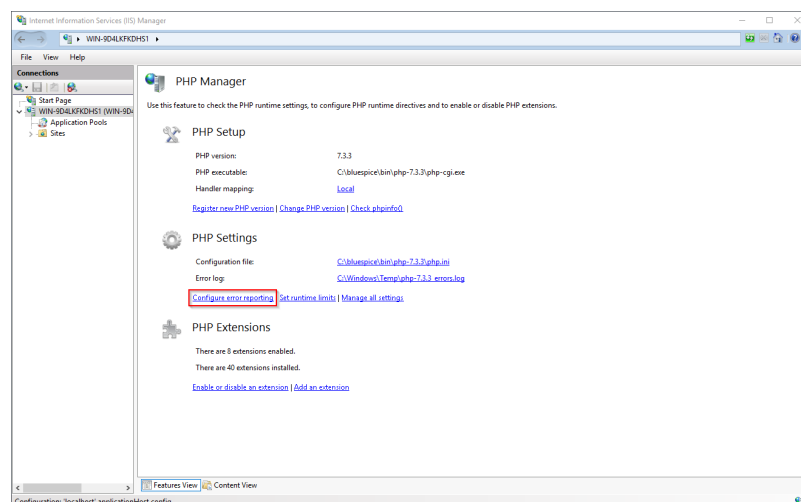 Internet Information Services (IIS) Manager
WIN-9D4LKFKDHS1
File View Help
Connections
Start Page
WIN-9D4LKFKDHS1 (WIN-9D4
Application Pools
Sites
PHP Manager
Use this feature to check the PHP runtime settings, to configure PHP runtime directives and to enable or disable PHP extensions.
PHP Setup
PHP version: 7.3.3
PHP executable: C:\bluespice\bin\php-7.3.3\php-cgi.exe
Handler mapping: Local
Register new PHP version | Change PHP version | Check phpinfo()
PHP Settings
Configuration file: C:\bluespice\bin\php-7.3.3\php.ini
Error log: C:\Windows\Temp\php-7.3.3_errors.log
Configure error reporting Set runtime limits | Manage all settings
PHP Extensions
There are 8 extensions enabled.
There are 40 extensions installed.
Enable or disable an extension | Add an extension
Features View Content View
Configuration: 'localhost' applicationHost.config